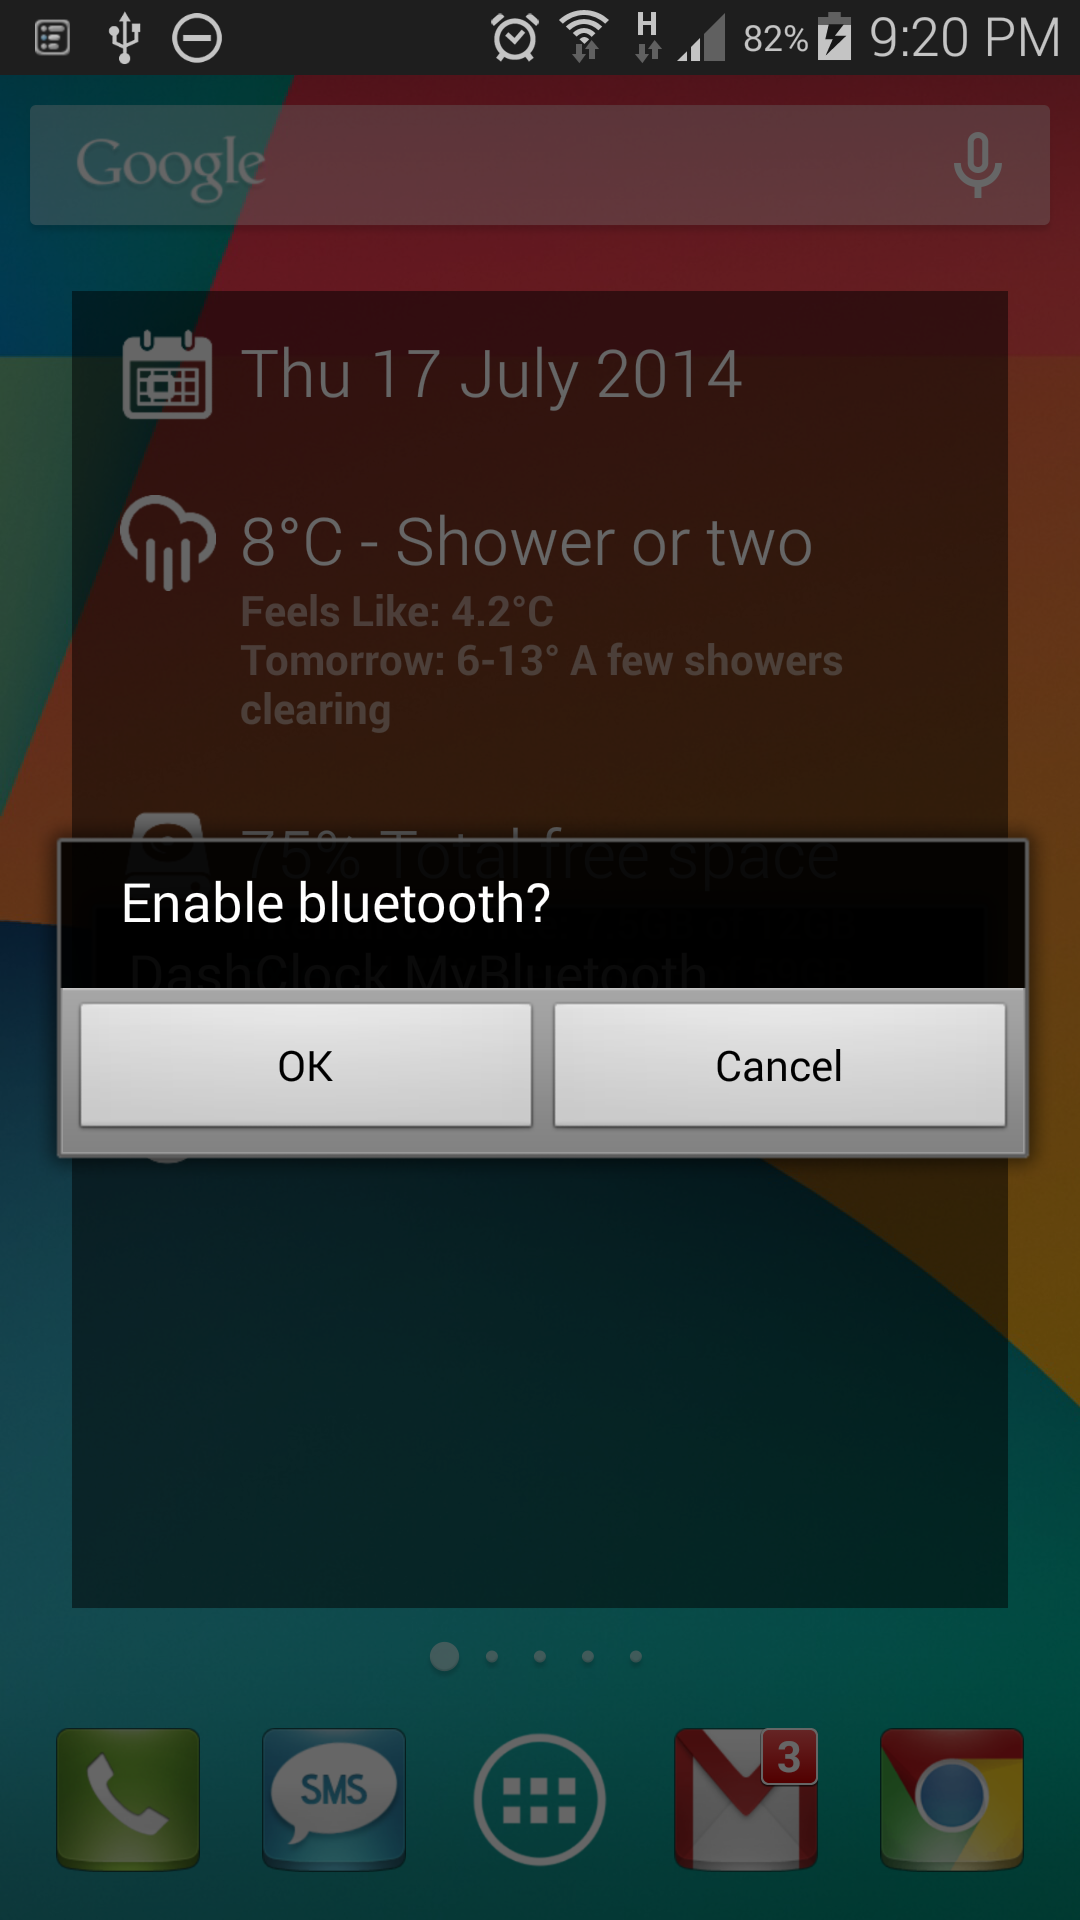 H 82% 9:20 PM
Google
Thu 17 July 2014
8°C - Shower or two
Feels Like: 4.2°C
Tomorrow: 6-13° A few showers
clearing
75% Total free space
Enable bluetooth?
DashClock MyBluetooth
OK Cancel
SMS
3